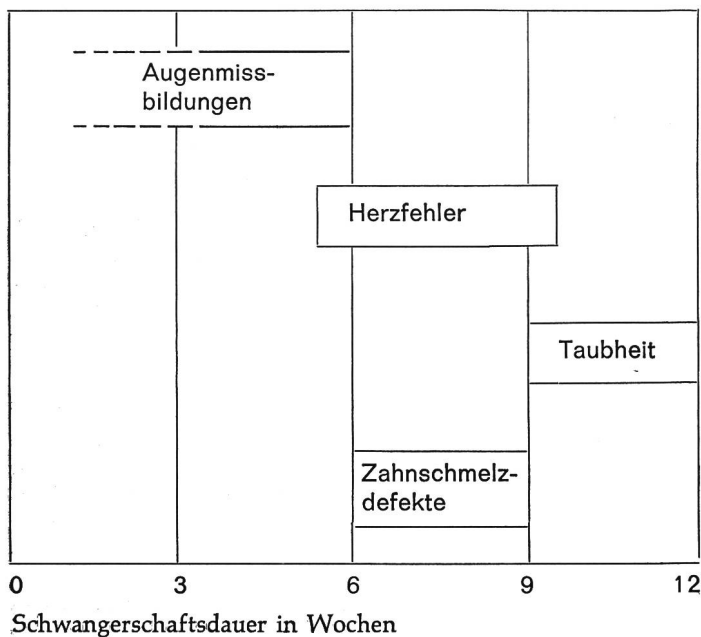 Augenmiss-
bildungen
Herzfehler
Taubheit
Zahnschmelz-
defekte
0 3 6 9 12
Schwangerschaftsdauer in Wochen